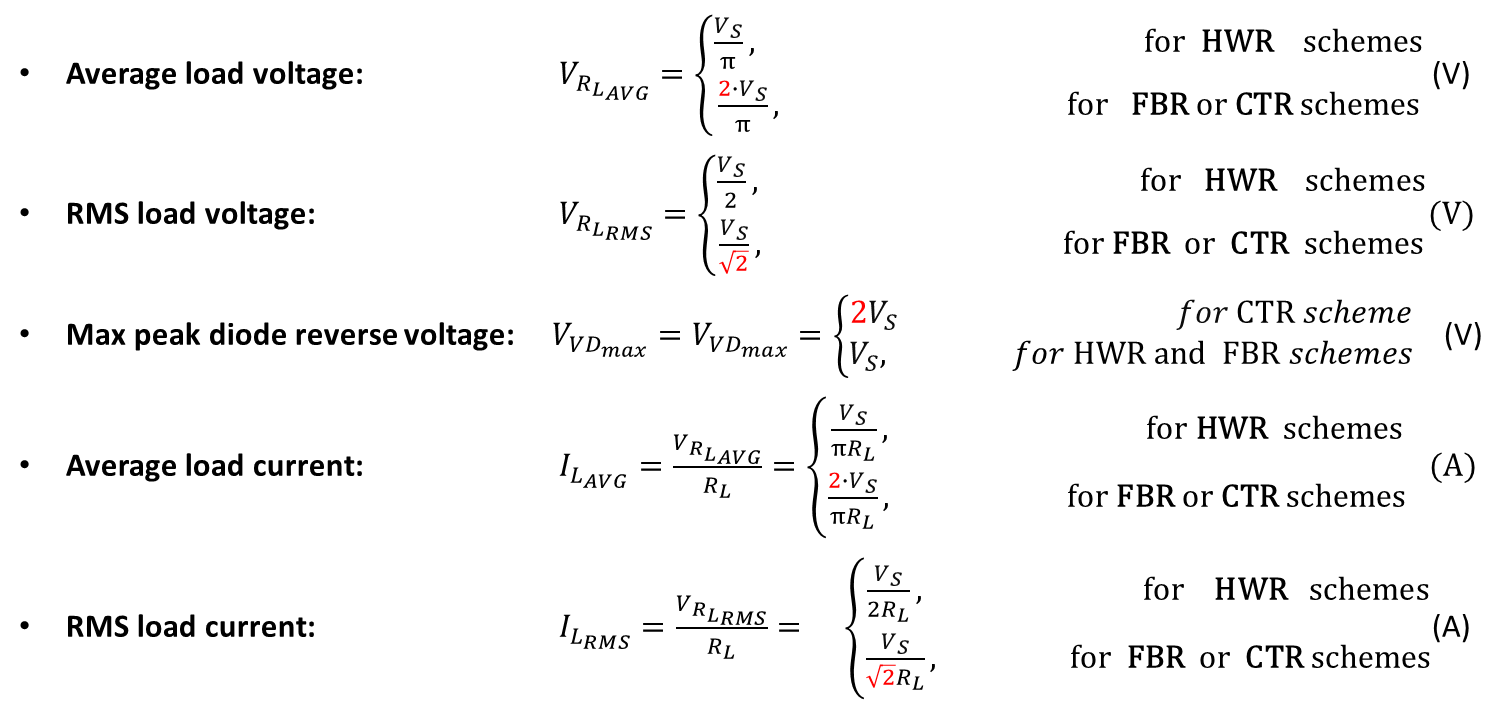 • Average load voltage: V_{R_{L_{AVG}}} = { V_S/π, for HWR schemes
2·V_S/π, for FBR or CTR schemes (V)
• RMS load voltage: V_{R_{L_{RMS}}} = { V_S/2, for HWR schemes
V_S/√2, for FBR or CTR schemes (V)
• Max peak diode reverse voltage: V_{VD_{max}} = V_{VD_{max}} = { 2V_S for CTR scheme
V_S, for HWR and FBR schemes (V)
• Average load current: I_{L_{AVG}} = V_{R_{L_{AVG}}}/R_L = { V_S/πR_L, for HWR schemes
2·V_S/πR_L, for FBR or CTR schemes (A)
• RMS load current: I_{L_{RMS}} = V_{R_{L_{RMS}}}/R_L = { V_S/2R_L, for HWR schemes
V_S/√2R_L, for FBR or CTR schemes (A)